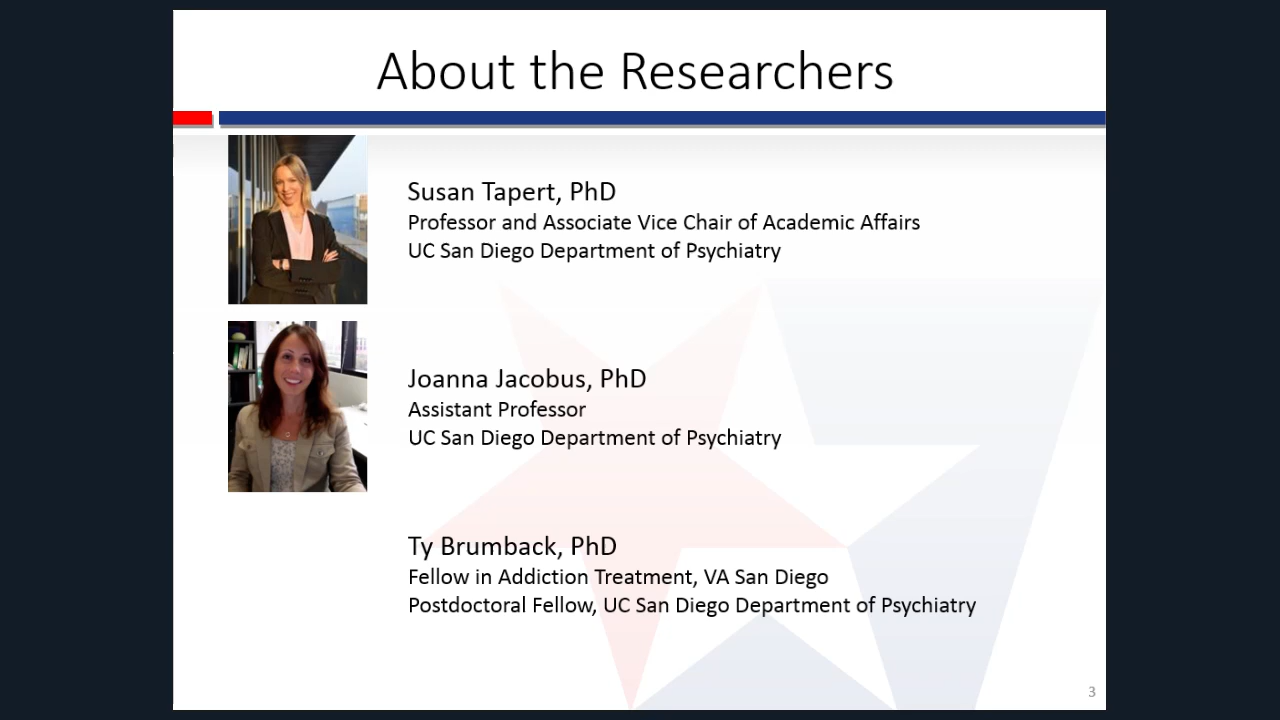 About the Researchers
Susan Tapert, PhD
Professor and Associate Vice Chair of Academic Affairs
UC San Diego Department of Psychiatry
Joanna Jacobus, PhD
Assistant Professor
UC San Diego Department of Psychiatry
Ty Brumback, PhD
Fellow in Addiction Treatment, VA San Diego
Postdoctoral Fellow, UC San Diego Department of Psychiatry
3